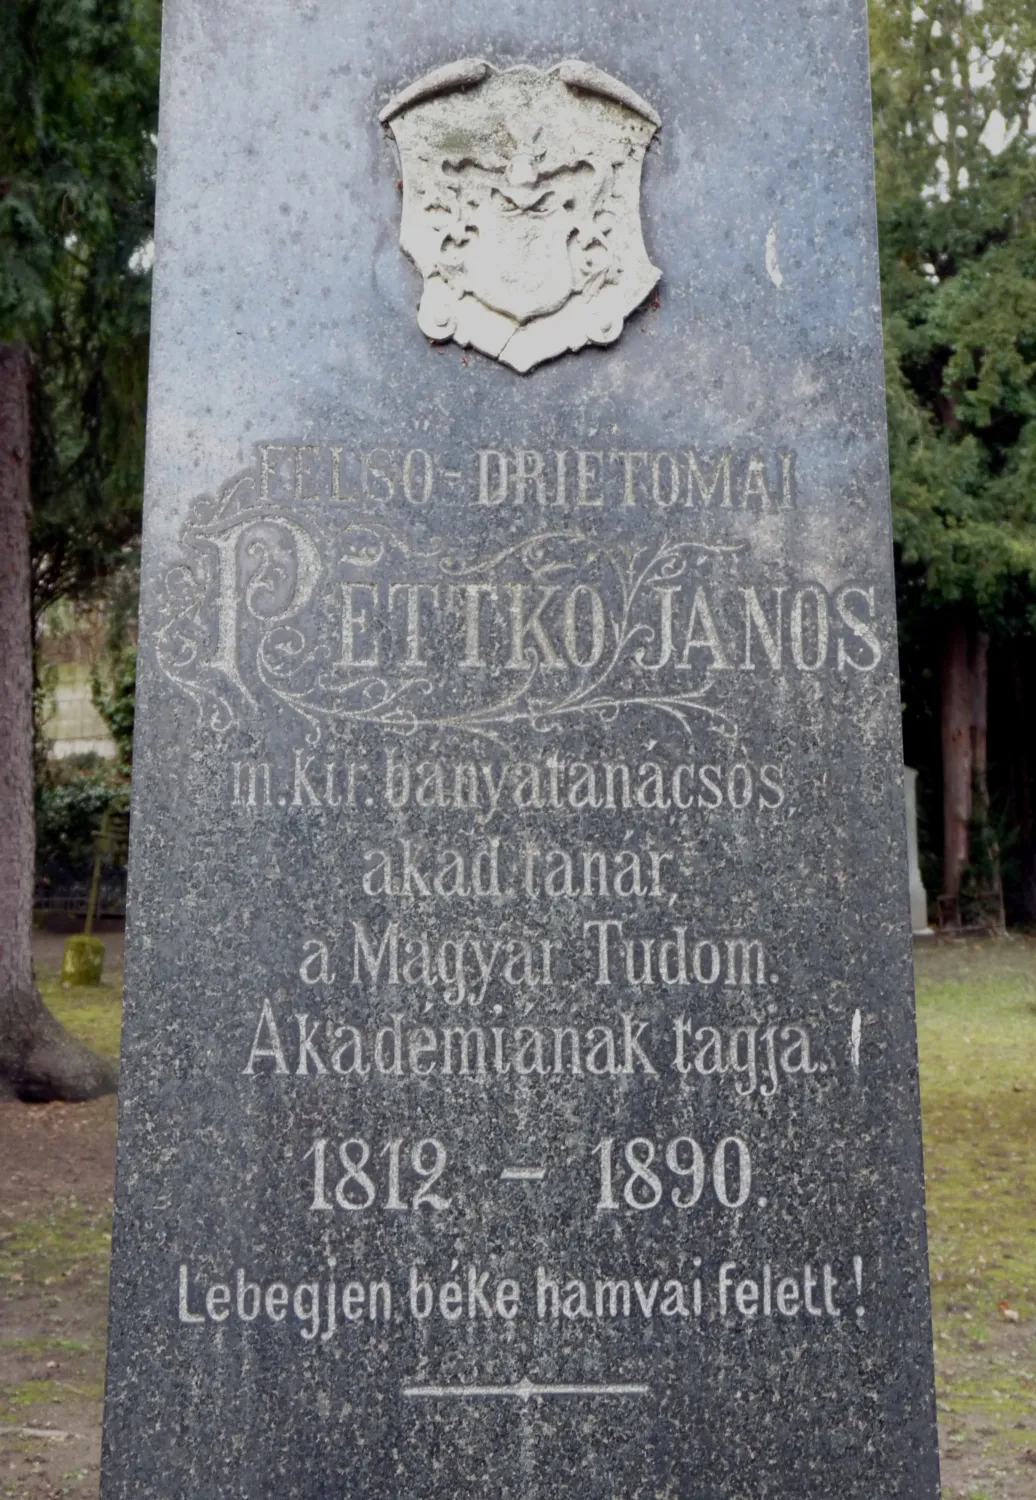 FELSO-DRIETOMAI
PETTKO JÁNOS
m. kir. bányatanácsos,
akad. tanár,
a Magyar Tudom.
Akadémiának tagja.
1812 - 1890.
Lebegjen béke hamvai felett!